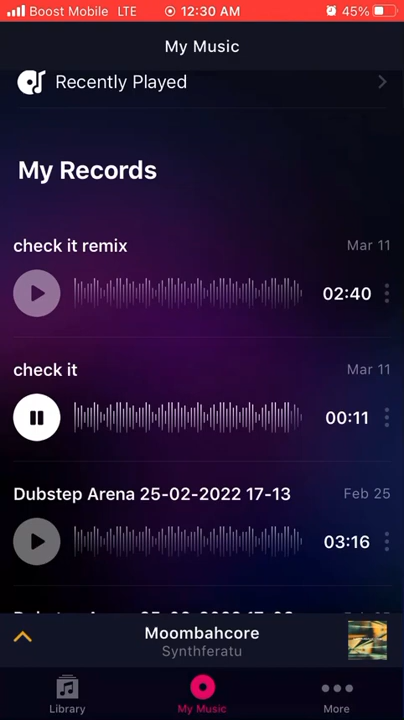 Boost Mobile LTE 12:30 AM 45%
My Music
Recently Played
My Records
check it remix Mar 11
02:40
check it Mar 11
00:11
Dubstep Arena 25-02-2022 17-13 Feb 25
03:16
Moombahcore
Synthferatu
Library My Music More